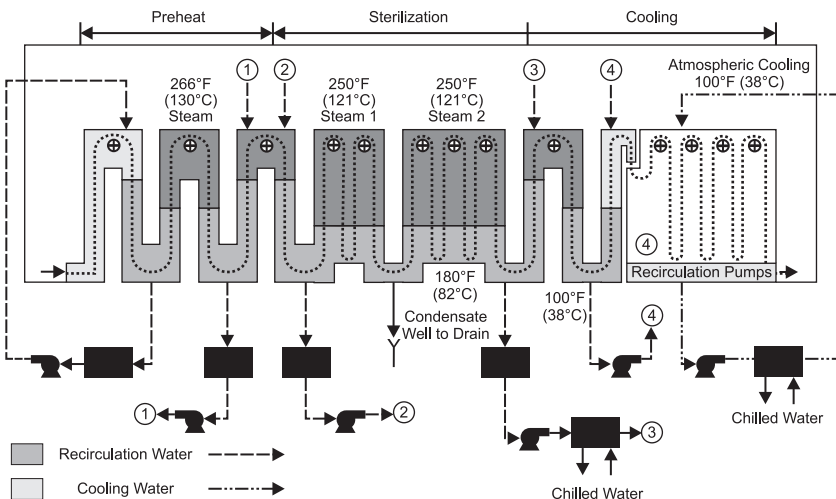 Preheat
Sterilization
Cooling
266°F
(130°C)
Steam
1
2
250°F
(121°C)
Steam 1
250°F
(121°C)
Steam 2
3
4
Atmospheric Cooling
100°F (38°C)
4
Recirculation Pumps
180°F
(82°C)
100°F
(38°C)
Condensate
Well to Drain
4
1
2
3
Chilled Water
Chilled Water
Recirculation Water
Cooling Water